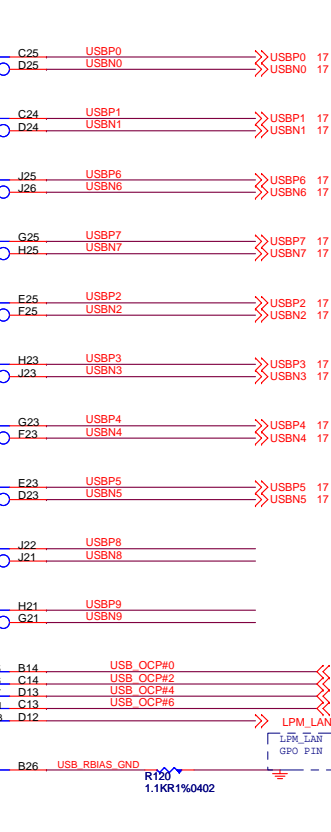 C25 USBP0 USBP0 17
D25 USBN0 USBN0 17
C24 USBP1 USBP1 17
D24 USBN1 USBN1 17
J25 USBP6 USBP6 17
J26 USBN6 USBN6 17
G25 USBP7 USBP7 17
H25 USBN7 USBN7 17
E25 USBP2 USBP2 17
F25 USBN2 USBN2 17
H23 USBP3 USBP3 17
J23 USBN3 USBN3 17
G23 USBP4 USBP4 17
F23 USBN4 USBN4 17
E23 USBP5 USBP5 17
D23 USBN5 USBN5 17
J22 USBP8
J21 USBN8
H21 USBP9
G21 USBN9
B14 USB_OCP#0
C14 USB_OCP#2
D13 USB_OCP#4
C13 USB_OCP#6
D12 LPM_LAN
LPM_LAN
GPO PIN
B26 USB_RBIAS_GND
R120
1.1KR1%0402